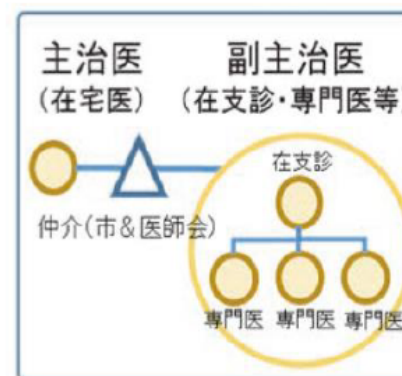 主治医 副主治医
(在宅医) (在支診・専門医等)
在支診
仲介(市&医師会)
専門医 専門医 専門医